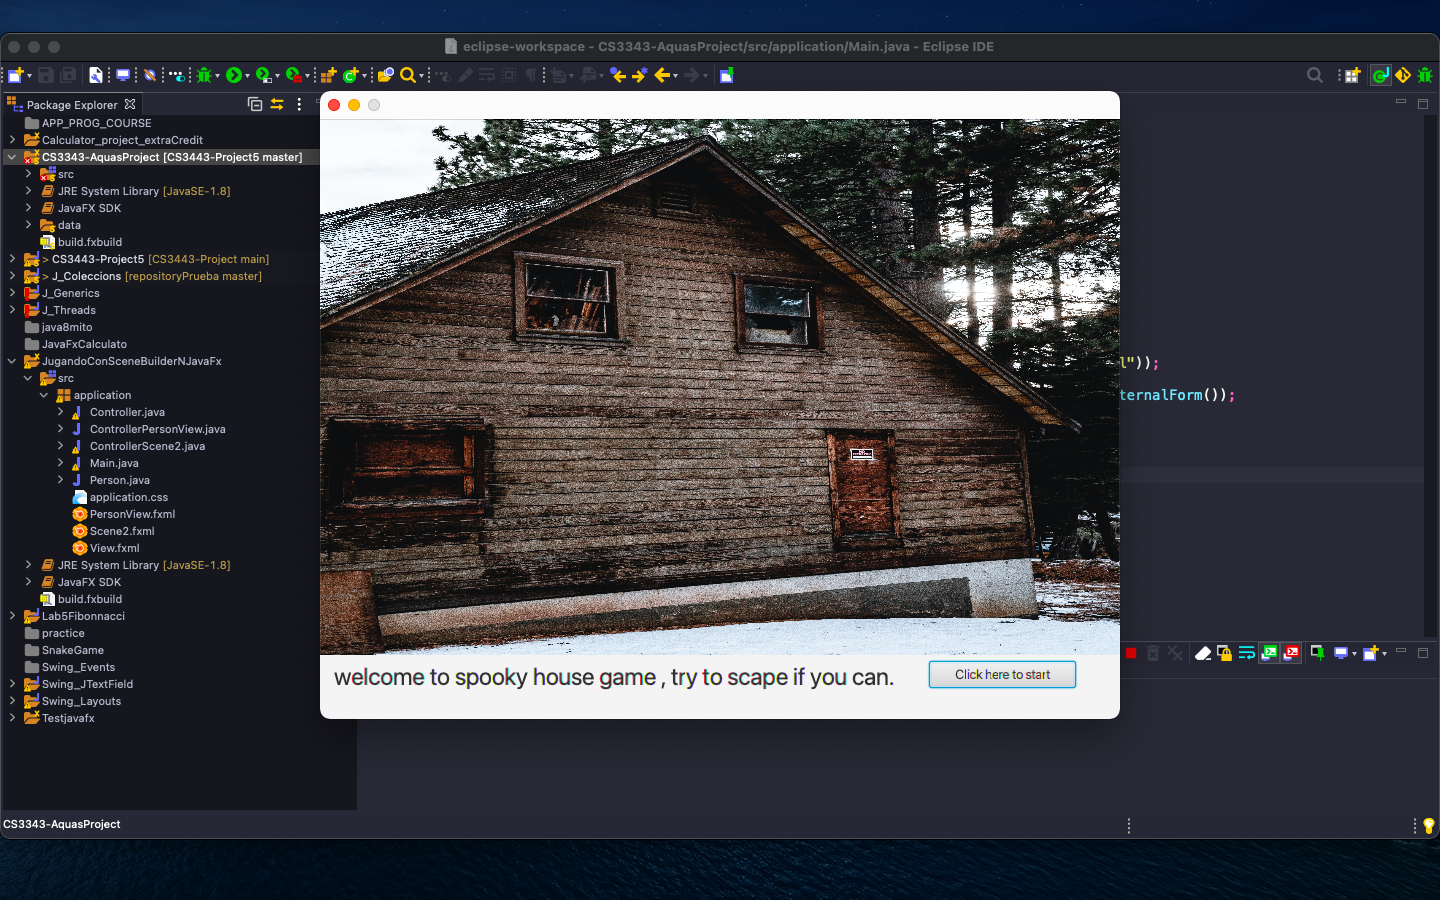 eclipse-workspace - CS3343-AquasProject/src/application/Main.java - Eclipse IDE
Package Explorer
APP_PROG_COURSE
Calculator_project_extraCredit
CS3343-AquasProject [CS3443-Project5 master]
src
JRE System Library [JavaSE-1.8]
JavaFX SDK
data
build.fxbuild
> CS3443-Project5 [CS3443-Project main]
> J_Coleccions [repositoryPrueba master]
J_Generics
J_Threads
java8mito
JavaFxCalculato
JugandoConSceneBuilderNJavaFx
src
application
Controller.java
ControllerPersonView.java
ControllerScene2.java
Main.java
Person.java
application.css
PersonView.fxml
Scene2.fxml
View.fxml
JRE System Library [JavaSE-1.8]
JavaFX SDK
build.fxbuild
Lab5Fibonnacci
practice
SnakeGame
Swing_Events
Swing_JTextField
Swing_Layouts
Testjavafx
l"));
ternalForm());
welcome to spooky house game , try to scape if you can.
Click here to start
CS3343-AquasProject